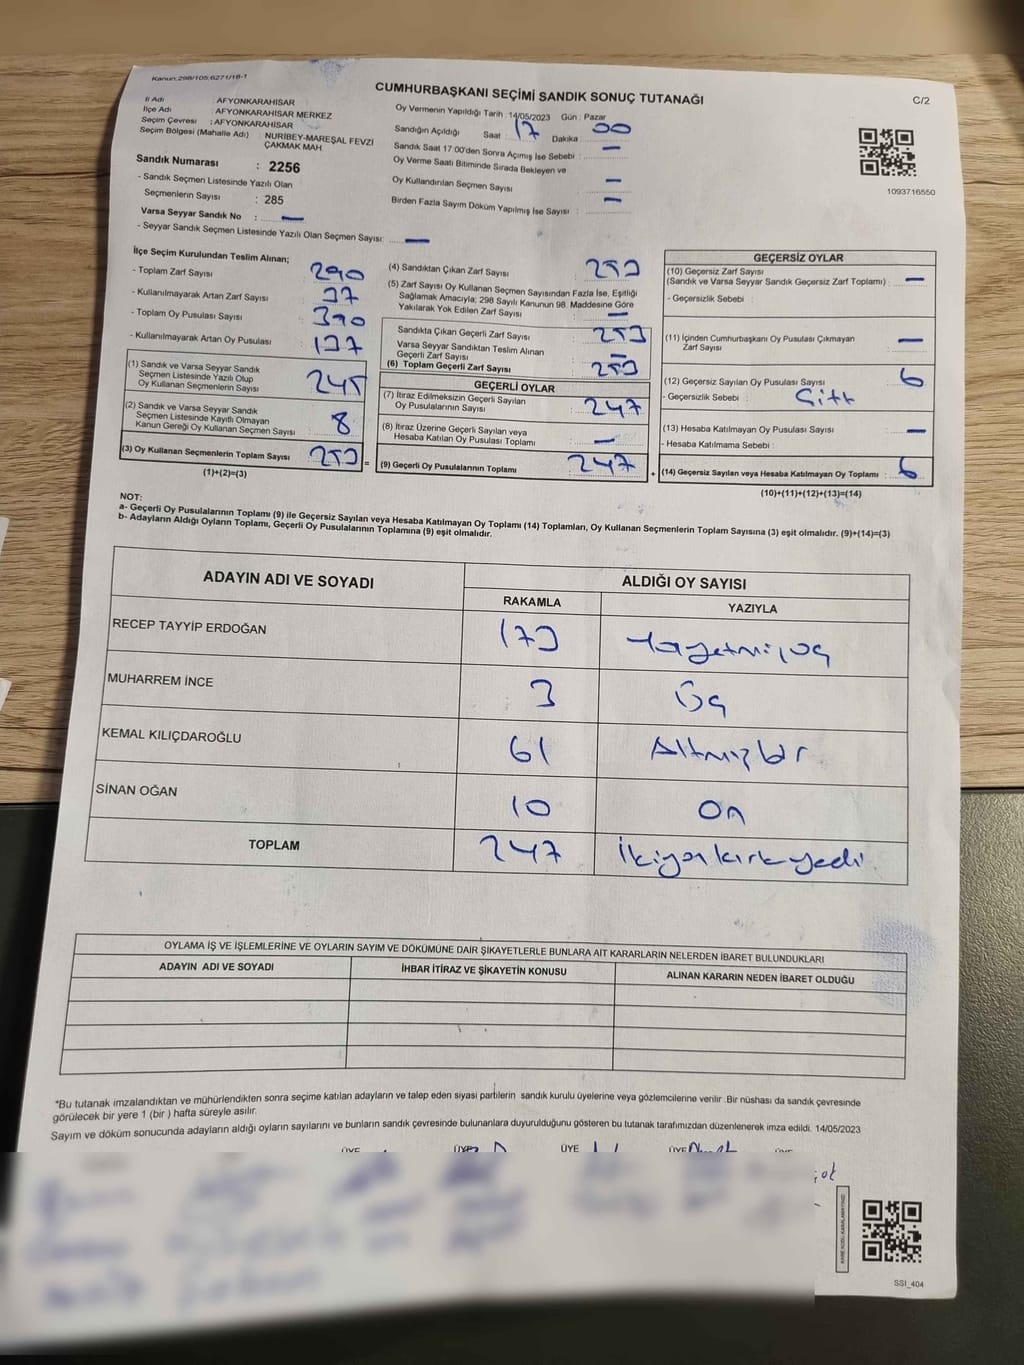 Kanun:298/105;6271/18-1
CUMHURBAŞKANI SEÇİMİ SANDIK SONUÇ TUTANAĞI
C/2
İl Adı : AFYONKARAHİSAR
İlçe Adı : AFYONKARAHİSAR MERKEZ
Seçim Çevresi : AFYONKARAHİSAR
Seçim Bölgesi (Mahalle Adı) : NURİBEY-MAREŞAL FEVZİ ÇAKMAK MAH.
Sandık Numarası : 2256
- Sandık Seçmen Listesinde Yazılı Olan
Seçmenlerin Sayısı : 285
Varsa Seyyar Sandık No : —
- Seyyar Sandık Seçmen Listesinde Yazılı Olan Seçmen Sayısı: —
Oy Vermenin Yapıldığı Tarih : 14/05/2023 Gün : Pazar
Sandığın Açıldığı Saat : 17 Dakika : 00
Sandık Saat 17:00'den Sonra Açımış İse Sebebi : —
Oy Verme Saati Bitiminde Sırada Bekleyen ve
Oy Kullandırılan Seçmen Sayısı : —
Birden Fazla Sayım Döküm Yapılmış İse Sayısı : —
1093716550
İlçe Seçim Kurulundan Teslim Alınan;
- Toplam Zarf Sayısı : 290
- Kullanılmayarak Artan Zarf Sayısı : 37
- Toplam Oy Pusulası Sayısı : 390
- Kullanılmayarak Artan Oy Pusulası : 137
(1) Sandık ve Varsa Seyyar Sandık
Seçmen Listesinde Yazılı Olup
Oy Kullanan Seçmenlerin Sayısı : 245
(2) Sandık ve Varsa Seyyar Sandık
Seçmen Listesinde Kayıtlı Olmayan
Kanun Gereği Oy Kullanan Seçmen Sayısı : 8
(3) Oy Kullanan Seçmenlerin Toplam Sayısı : 253
(1)+(2)=(3)
(4) Sandıktan Çıkan Zarf Sayısı : 253
(5) Zarf Sayısı Oy Kullanan Seçmen Sayısından Fazla İse, Eşitliği
Sağlamak Amacıyla; 298 Sayılı Kanunun 98. Maddesine Göre
Yakılarak Yok Edilen Zarf Sayısı : —
Sandıkta Çıkan Geçerli Zarf Sayısı : 253
Varsa Seyyar Sandıktan Teslim Alınan
Geçerli Zarf Sayısı : —
(6) Toplam Geçerli Zarf Sayısı : 253
GEÇERLİ OYLAR
(7) İtiraz Edilmeksizin Geçerli Sayılan
Oy Pusulalarının Sayısı : 247
(8) İtiraz Üzerine Geçerli Sayılan veya
Hesaba Katılan Oy Pusulası Toplamı : —
= (9) Geçerli Oy Pusulalarının Toplamı : 247 +
GEÇERSİZ OYLAR
(10) Geçersiz Zarf Sayısı
(Sandık ve Varsa Seyyar Sandık Geçersiz Zarf Toplamı) : —
- Geçersizlik Sebebi :
(11) İçinden Cumhurbaşkanı Oy Pusulası Çıkmayan
Zarf Sayısı : —
(12) Geçersiz Sayılan Oy Pusulası Sayısı : 6
- Geçersizlik Sebebi : Çift
(13) Hesaba Katılmayan Oy Pusulası Sayısı : —
- Hesaba Katılmama Sebebi :
(14) Geçersiz Sayılan veya Hesaba Katılmayan Oy Toplamı : 6
(10)+(11)+(12)+(13)=(14)
NOT:
a- Geçerli Oy Pusulalarının Toplamı (9) ile Geçersiz Sayılan veya Hesaba Katılmayan Oy Toplamı (14) Toplamları, Oy Kullanan Seçmenlerin Toplam Sayısına (3) eşit olmalıdır. (9)+(14)=(3)
b- Adayların Aldığı Oyların Toplamı, Geçerli Oy Pusulalarının Toplamına (9) eşit olmalıdır.
ADAYIN ADI VE SOYADI
ALDIĞI OY SAYISI
RAKAMLA YAZIYLA
RECEP TAYYİP ERDOĞAN 173 Yüzyetmişüç
MUHARREM İNCE 3 Üç
KEMAL KILIÇDAROĞLU 61 Altmışbir
SİNAN OĞAN 10 On
TOPLAM 247 İkiyüzkırkyedi
OYLAMA İŞ VE İŞLEMLERİNE VE OYLARIN SAYIM VE DÖKÜMÜNE DAİR ŞİKAYETLERLE BUNLARA AİT KARARLARIN NELERDEN İBARET BULUNDUKLARI
ADAYIN ADI VE SOYADI İHBAR İTİRAZ VE ŞİKAYETİN KONUSU ALINAN KARARIN NEDEN İBARET OLDUĞU
*Bu tutanak imzalandıktan ve mühürlendikten sonra seçime katılan adayların ve talep eden siyasi partilerin sandık kurulu üyelerine veya gözlemcilerine verilir .Bir nüshası da sandık çevresinde
görülecek bir yere 1 (bir ) hafta süreyle asılır.
Sayım ve döküm sonucunda adayların aldığı oyların sayılarını ve bunların sandık çevresinde bulunanlara duyurulduğunu gösteren bu tutanak tarafımızdan düzenlenerek imza edildi. 14/05/2023
ÜYE ÜYE ÜYE ÜYE
SSI_404